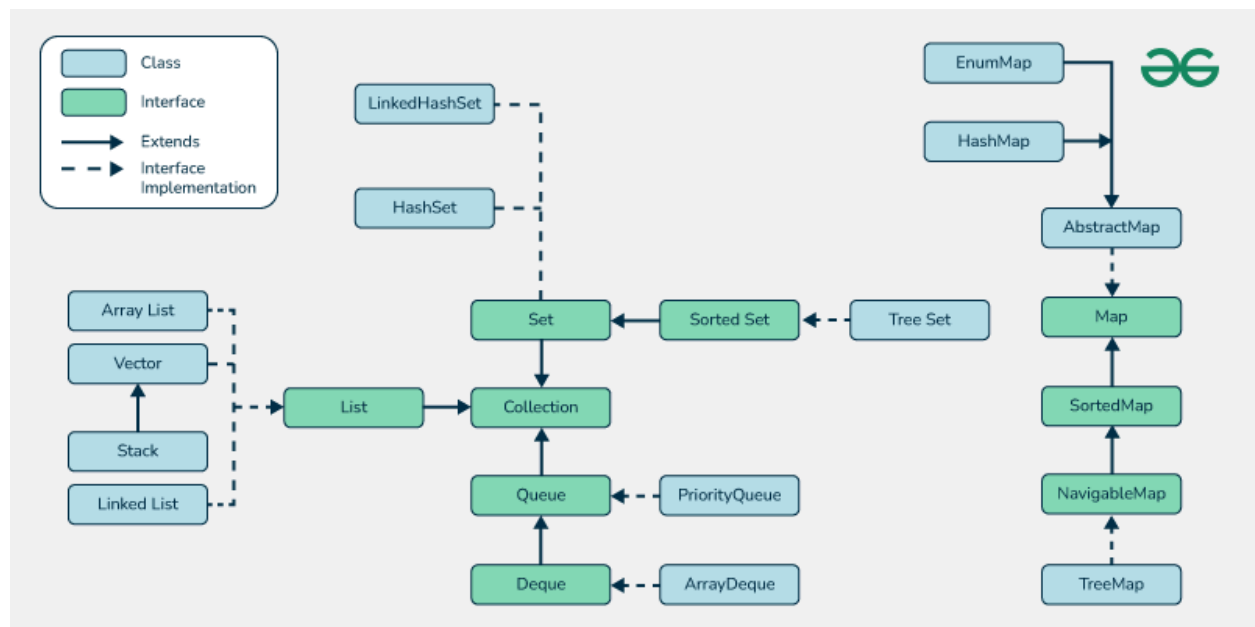 Class
Interface
Extends
Interface
Implementation
EnumMap
HashMap
LinkedHashSet
HashSet
AbstractMap
Array List
Vector
Stack
Linked List
List
Set
Sorted Set
Tree Set
Collection
Queue
PriorityQueue
Deque
ArrayDeque
Map
SortedMap
NavigableMap
TreeMap